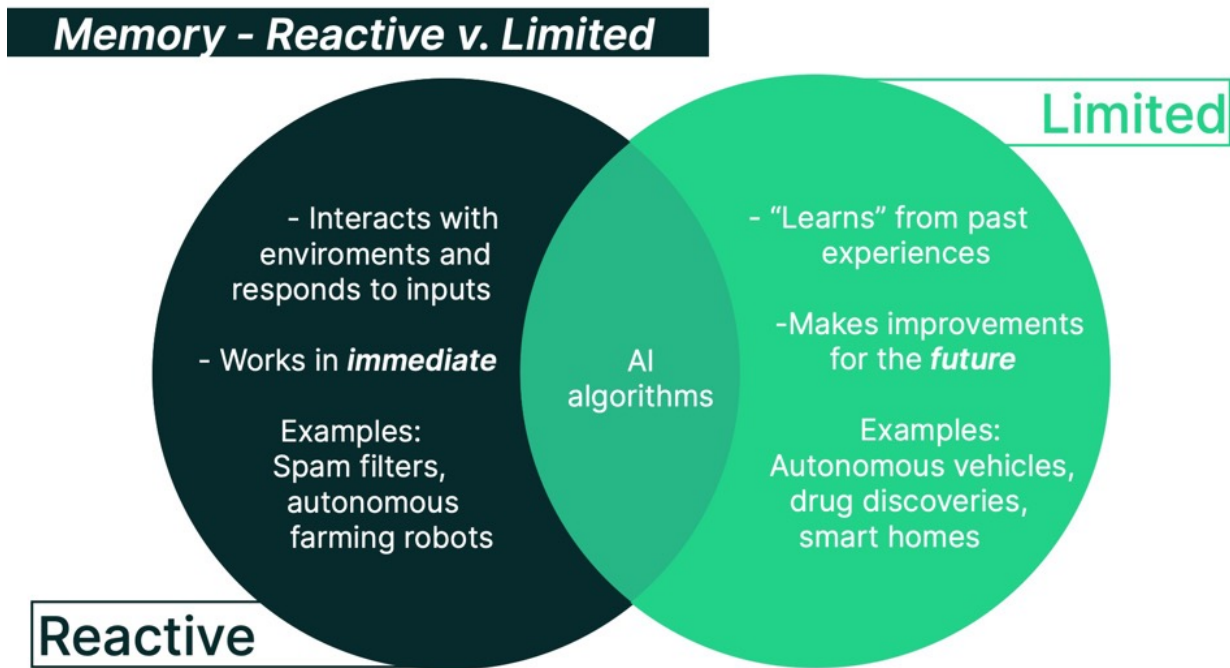 Memory - Reactive v. Limited
Limited
- Interacts with
enviroments and
responds to inputs
- Works in immediate
Examples:
Spam filters,
autonomous
farming robots
AI
algorithms
- “Learns” from past
experiences
-Makes improvements
for the future
Examples:
Autonomous vehicles,
drug discoveries,
smart homes
Reactive